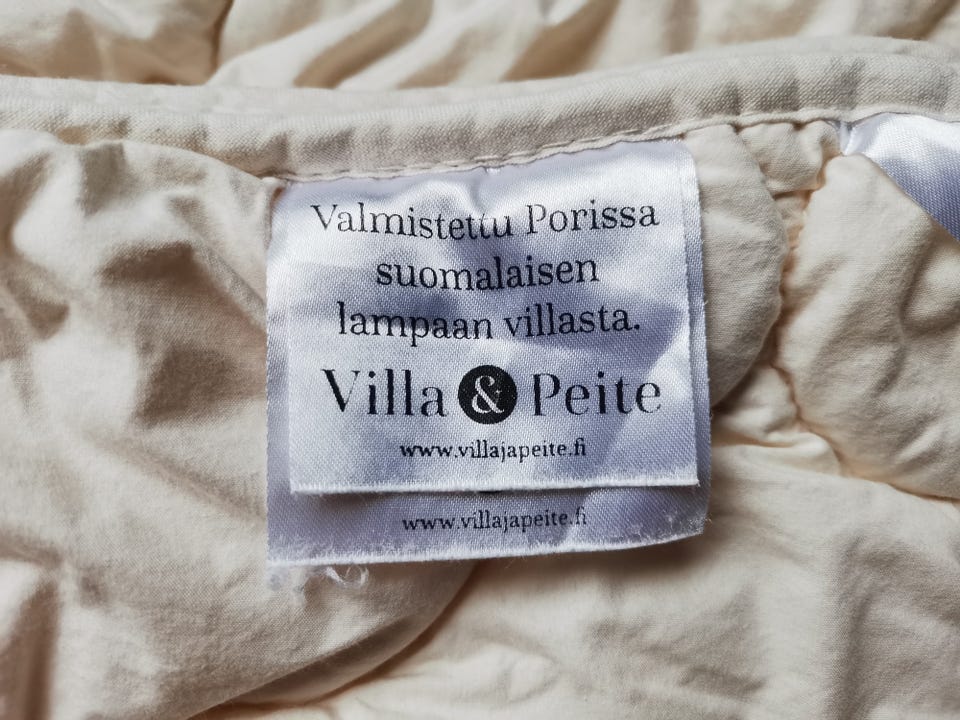 Valmistettu Porissa
suomalaisen
lampaan villasta.
Villa & Peite
www.villajapeite.fi
www.villajapeite.fi